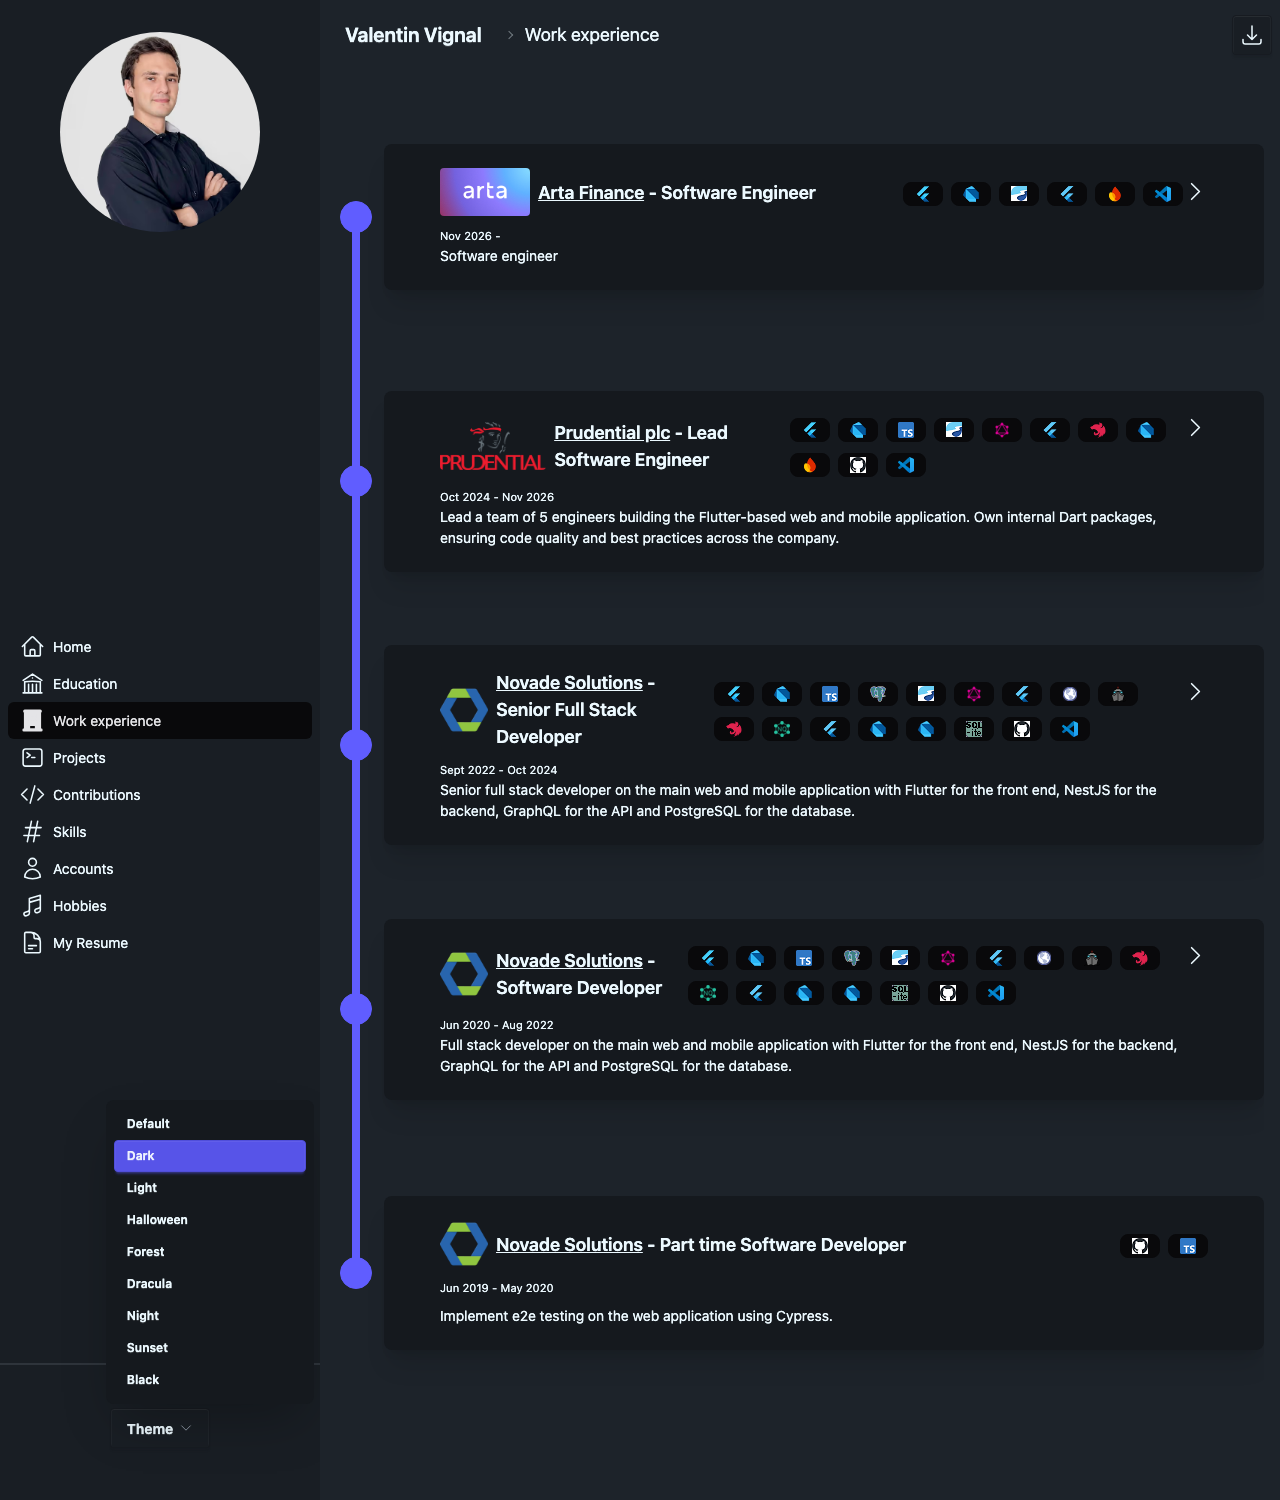 Valentin Vignal
Work experience
arta
Arta Finance - Software Engineer
Nov 2026 -
Software engineer
PRUDENTIAL
Prudential plc - Lead
Software Engineer
TS
Oct 2024 - Nov 2026
Lead a team of 5 engineers building the Flutter-based web and mobile application. Own internal Dart packages,
ensuring code quality and best practices across the company.
Home
Education
Work experience
Projects
Contributions
Skills
Accounts
Hobbies
My Resume
Novade Solutions -
Senior Full Stack
Developer
TS
Sept 2022 - Oct 2024
Senior full stack developer on the main web and mobile application with Flutter for the front end, NestJS for the
backend, GraphQL for the API and PostgreSQL for the database.
Novade Solutions -
Software Developer
TS
Jun 2020 - Aug 2022
Full stack developer on the main web and mobile application with Flutter for the front end, NestJS for the backend,
GraphQL for the API and PostgreSQL for the database.
Novade Solutions - Part time Software Developer
TS
Jun 2019 - May 2020
Implement e2e testing on the web application using Cypress.
Default
Dark
Light
Halloween
Forest
Dracula
Night
Sunset
Black
Theme